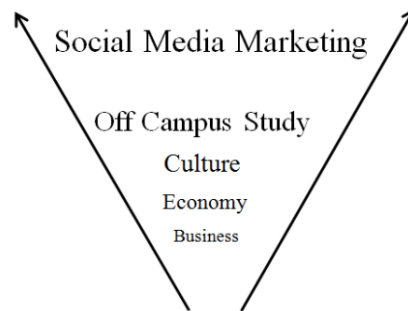 Social Media Marketing
Off Campus Study
Culture
Economy
Business